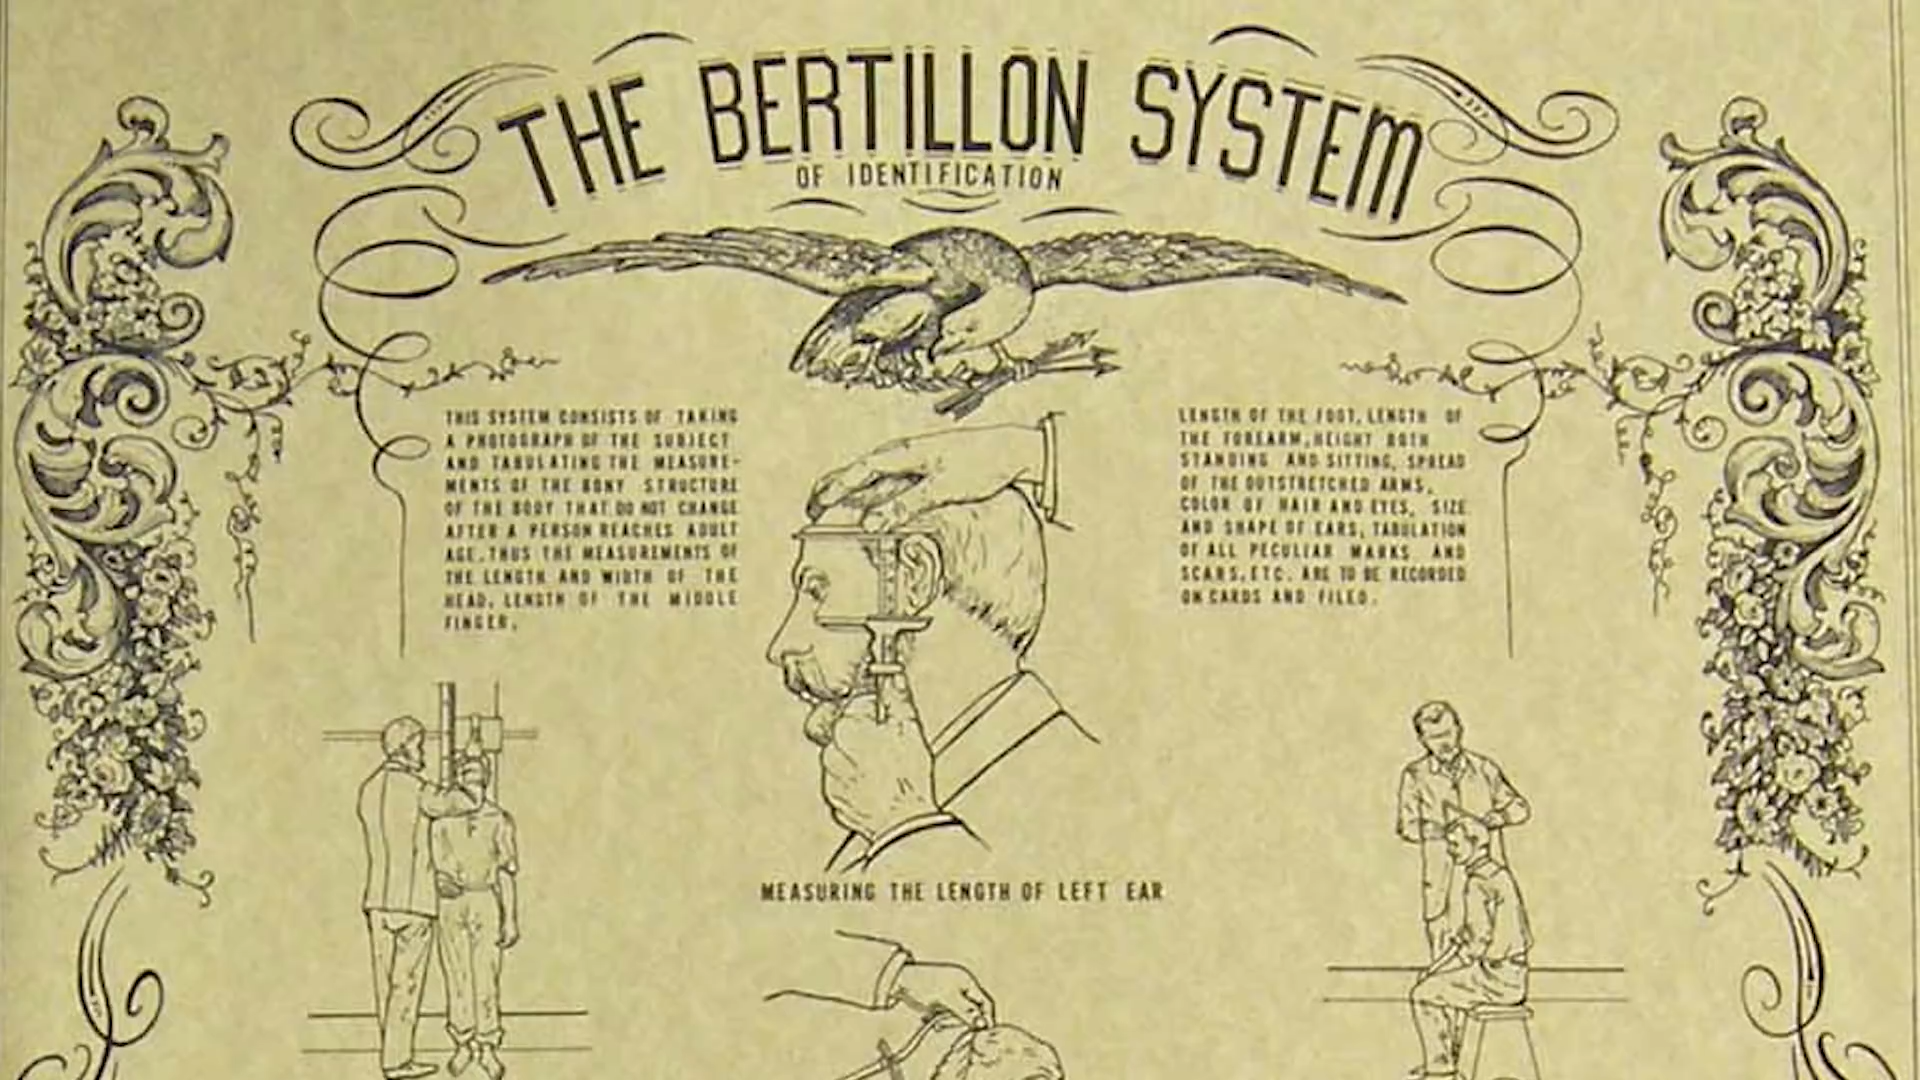 THE BERTILLON SYSTEM
OF IDENTIFICATION
THIS SYSTEM CONSISTS OF TAKING
A PHOTOGRAPH OF THE SUBJECT
AND TABULATING THE MEASURE-
MENTS OF THE BONY STRUCTURE
OF THE BODY THAT DO NOT CHANGE
AFTER A PERSON REACHES ADULT
AGE. THUS THE MEASUREMENTS OF
THE LENGTH AND WIDTH OF THE
HEAD, LENGTH OF THE MIDDLE
FINGER,
LENGTH OF THE FOOT, LENGTH OF
THE FOREARM, HEIGHT BOTH
STANDING AND SITTING, SPREAD
OF THE OUTSTRETCHED ARMS,
COLOR OF HAIR AND EYES, SIZE
AND SHAPE OF EARS, TABULATION
OF ALL PECULIAR MARKS AND
SCARS, ETC. ARE TO BE RECORDED
ON CARDS AND FILED.
MEASURING THE LENGTH OF LEFT EAR